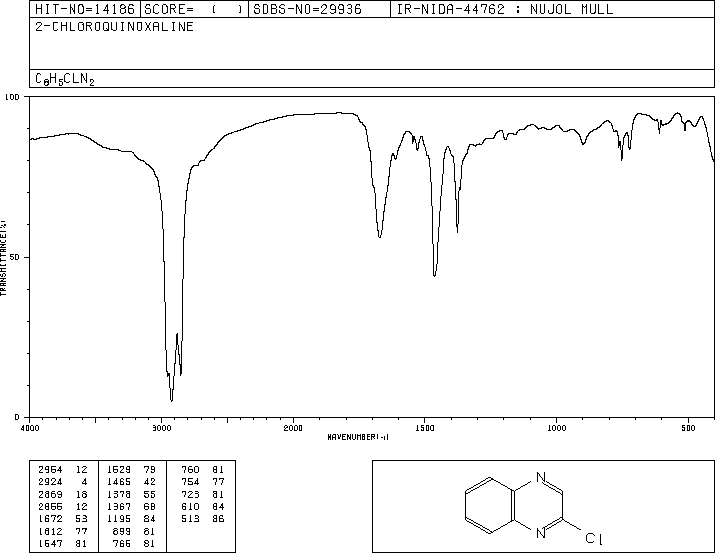 HIT-NO=14186 SCORE= ( ) SDBS-NO=29936 IR-NIDA-44762 : NUJOL MULL
2-CHLOROQUINOXALINE
C8H5CLN2
100
50
0
TRANSMITTANCE(%)
4000 3000 2000 1500 1000 500
WAVENUMBER(-1)
2954 12 1529 79 760 81
2924 4 1465 42 754 77
2869 18 1378 55 723 81
2855 12 1367 68 610 84
1672 53 1195 84 513 86
1612 77 899 81
1547 81 766 81
N
N
Cl